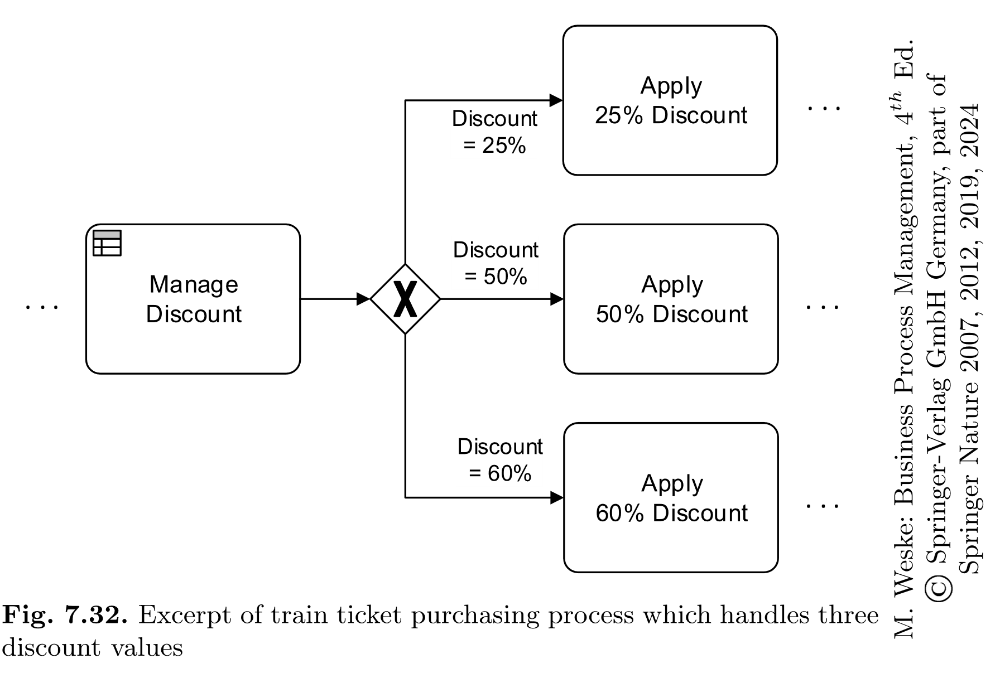 Apply
25% Discount
. . .
Discount
= 25%
. . .
Manage
Discount
X
Discount
= 50%
Apply
50% Discount
. . .
Discount
= 60%
Apply
60% Discount
. . .
Fig. 7.32. Excerpt of train ticket purchasing process which handles three
discount values
M. Weske: Business Process Management, 4th Ed.
© Springer-Verlag GmbH Germany, part of
Springer Nature 2007, 2012, 2019, 2024